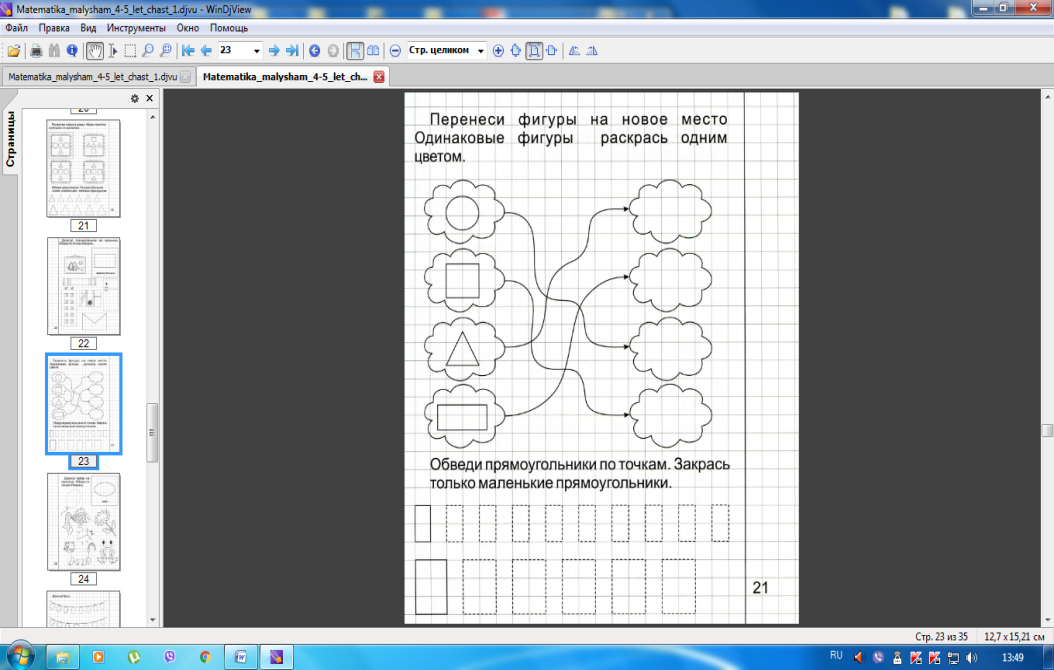 Matematika_malysham_4-5_let_chast_1.djvu - WinDjView
Файл Правка Вид Инструменты Окно Помощь
23 Стр. целиком
Matematika_malysham_4-5_let_chast_1.djvu Matematika_malysham_4-5_let_ch...
Страницы
21
22
23
24
Перенеси фигуры на новое место
Одинаковые фигуры раскрась одним
цветом.
Обведи прямоугольники по точкам. Закрась
только маленькие прямоугольники.
21
Стр. 23 из 35 12,7 x 15,21 см
RU 13:49